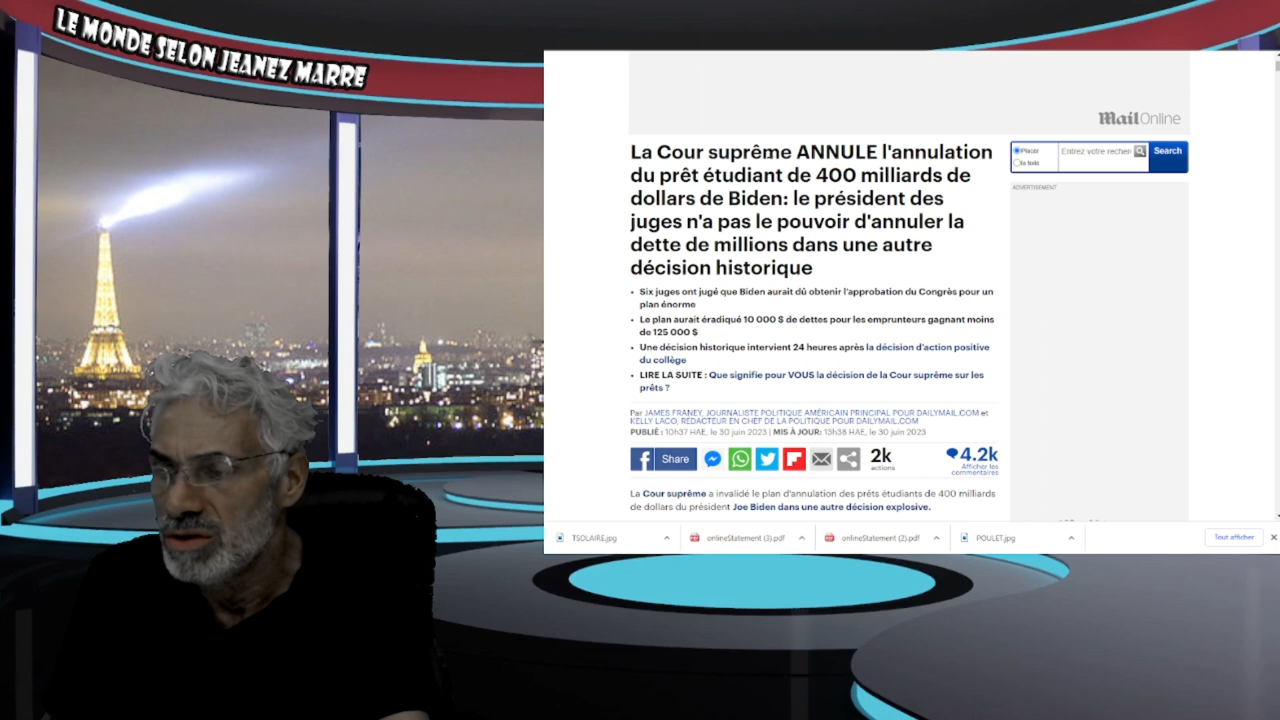 LE MONDE SELON JEANEZ MARRE
Mail Online
La Cour suprême ANNULE l'annulation
du prêt étudiant de 400 milliards de
dollars de Biden: le président des
juges n'a pas le pouvoir d'annuler la
dette de millions dans une autre
décision historique
Placer
la toile
Entrez votre recherc
Search
ADVERTISEMENT
• Six juges ont jugé que Biden aurait dû obtenir l'approbation du Congrès pour un
plan énorme
• Le plan aurait éradiqué 10 000 $ de dettes pour les emprunteurs gagnant moins
de 125 000 $
• Une décision historique intervient 24 heures après la décision d'action positive
du collège
• LIRE LA SUITE : Que signifie pour VOUS la décision de la Cour suprême sur les
prêts ?
Par JAMES FRANEY, JOURNALISTE POLITIQUE AMÉRICAIN PRINCIPAL POUR DAILYMAIL.COM et
KELLY LACO, RÉDACTEUR EN CHEF DE LA POLITIQUE POUR DAILYMAIL.COM
PUBLIÉ : 10h37 HAE, le 30 juin 2023 | MIS À JOUR: 13h38 HAE, le 30 juin 2023
Share
2k
actions
4.2k
Afficher les
commentaires
La Cour suprême a invalidé le plan d'annulation des prêts étudiants de 400 milliards
de dollars du président Joe Biden dans une autre décision explosive.
TSOLAIRE.jpg
onlineStatement (3).pdf
onlineStatement (2).pdf
POULET.jpg
Tout afficher